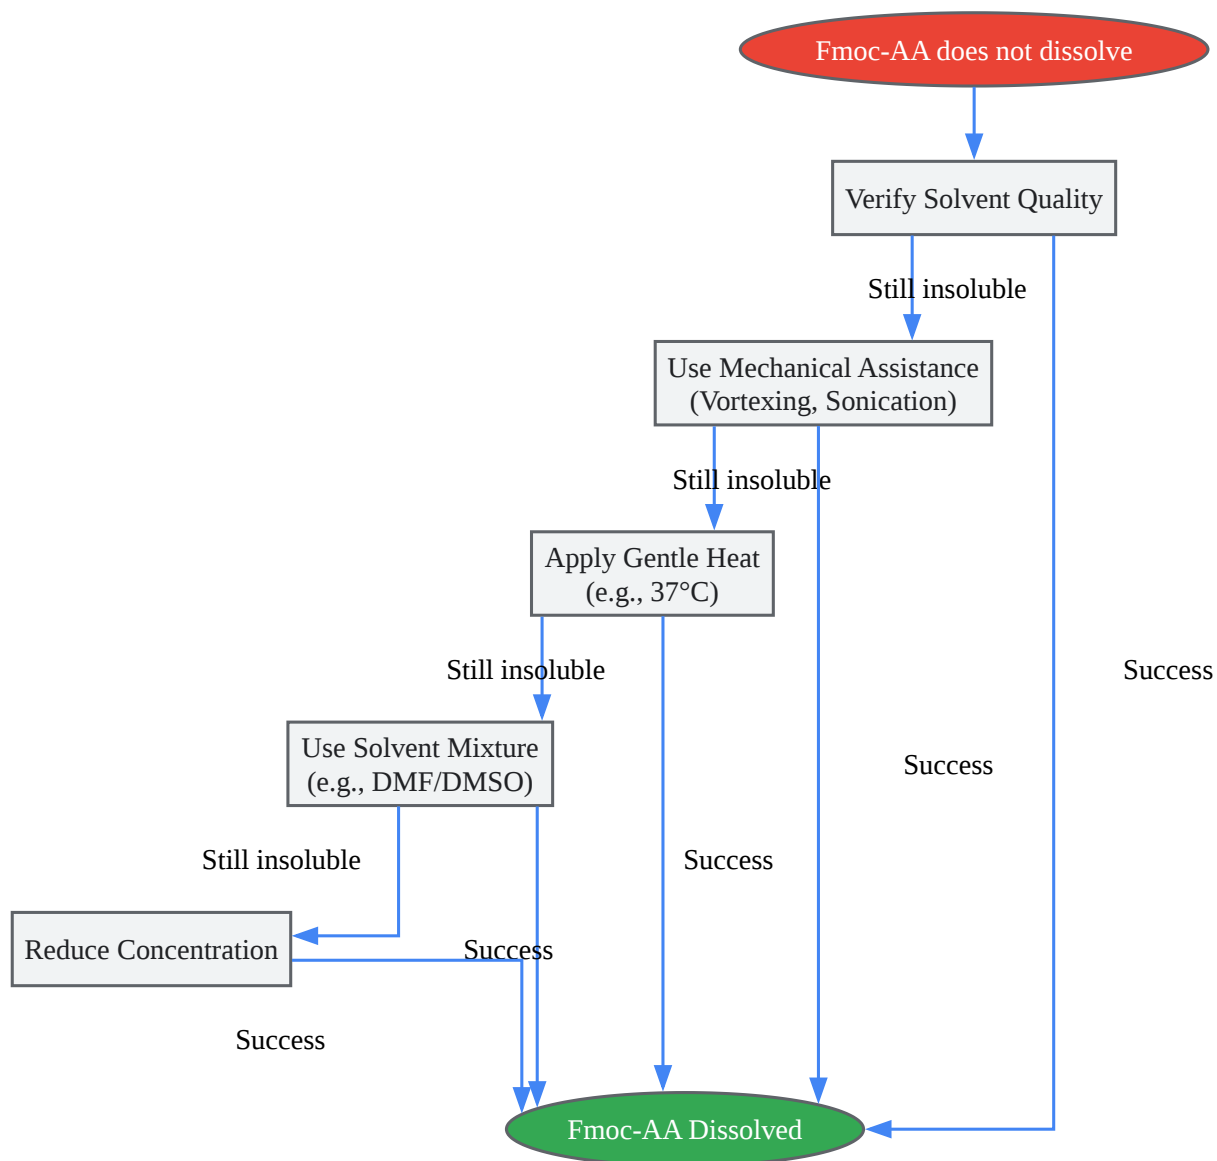 Fmoc-AA does not dissolve
Verify Solvent Quality
Still insoluble
Use Mechanical Assistance
(Vortexing, Sonication)
Still insoluble
Apply Gentle Heat
(e.g., 37°C)
Still insoluble
Success
Use Solvent Mixture
(e.g., DMF/DMSO)
Success
Still insoluble
Success
Reduce Concentration
Success
Success
Fmoc-AA Dissolved